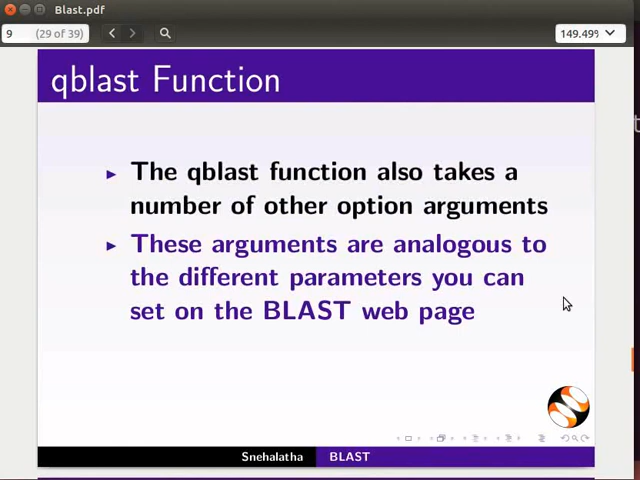 Blast.pdf
9 (29 of 39) 149.49%
qblast Function
The qblast function also takes a
number of other option arguments
These arguments are analogous to
the different parameters you can
set on the BLAST web page
Snehalatha BLAST